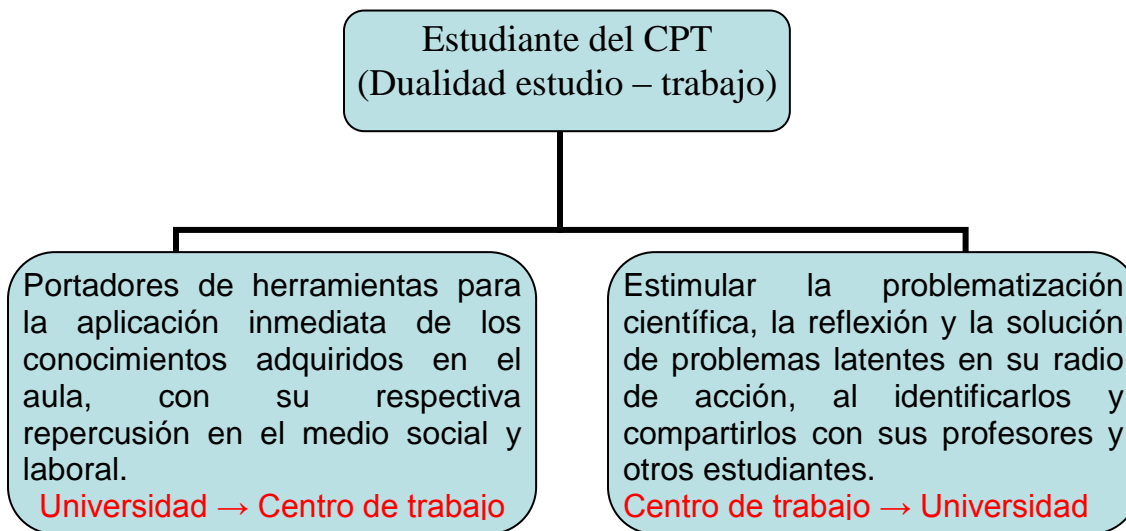 Estudiante del CPT
(Dualidad estudio – trabajo)
Portadores de herramientas para
la aplicación inmediata de los
conocimientos adquiridos en el
aula, con su respectiva
repercusión en el medio social y
laboral.
Universidad → Centro de trabajo
Estimular la problematización
científica, la reflexión y la solución
de problemas latentes en su radio
de acción, al identificarlos y
compartirlos con sus profesores y
otros estudiantes.
Centro de trabajo → Universidad